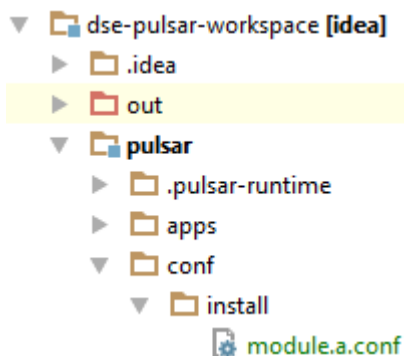 dse-pulsar-workspace [idea]
.idea
out
pulsar
.pulsar-runtime
apps
conf
install
module.a.conf